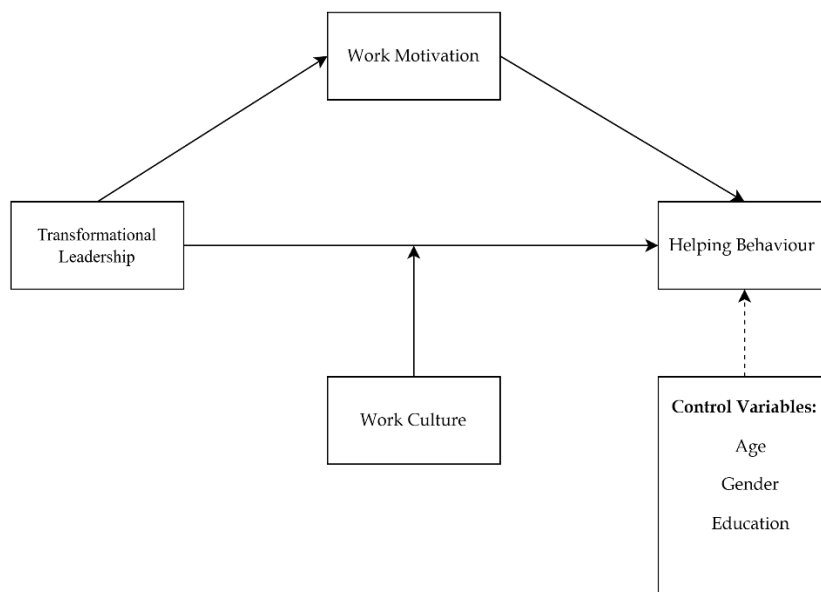 Work Motivation
Transformational
Leadership
Helping Behaviour
Work Culture
Control Variables:
Age
Gender
Education